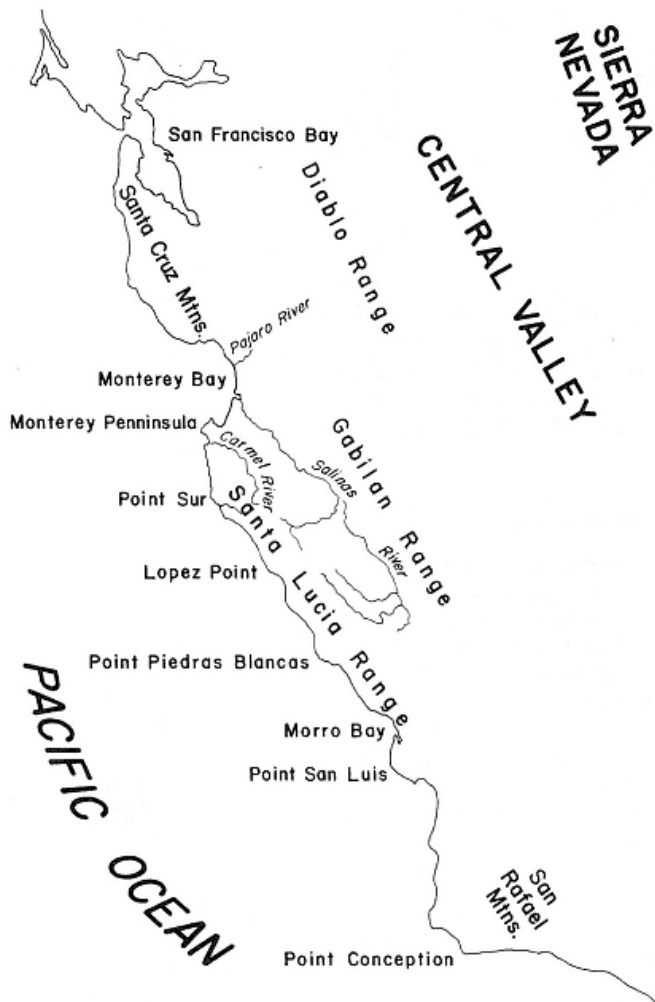 SIERRA
NEVADA
San Francisco Bay
CENTRAL VALLEY
Diablo Range
Santa Cruz Mtns.
Pajaro River
Monterey Bay
Monterey Penninsula
Gabilan Range
Carmel River
Salinas River
Point Sur
Santa Lucia Range
Lopez Point
Point Piedras Blancas
PACIFIC OCEAN
Morro Bay
Point San Luis
San
Rafael
Mtns.
Point Conception